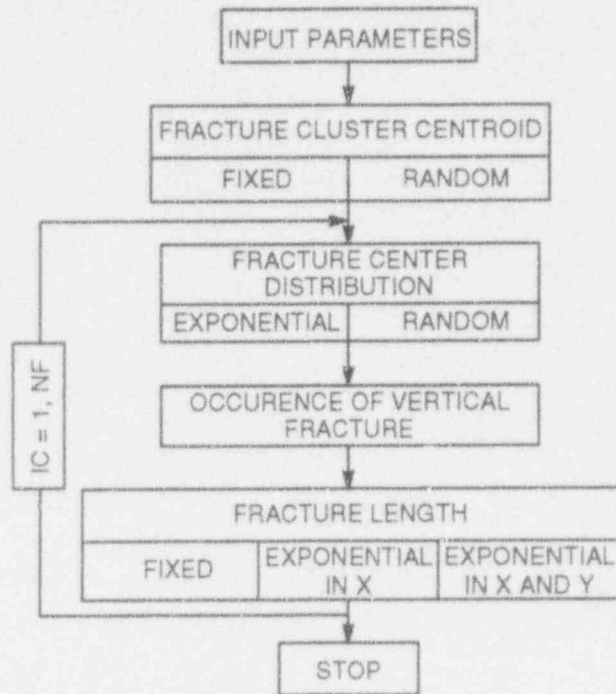 INPUT PARAMETERS
FRACTURE CLUSTER CENTROID
FIXED
RANDOM
FRACTURE CENTER
DISTRIBUTION
EXPONENTIAL
RANDOM
IC = 1, NF
OCCURENCE OF VERTICAL
FRACTURE
FRACTURE LENGTH
FIXED
EXPONENTIAL
IN X
EXPONENTIAL
IN X AND Y
STOP